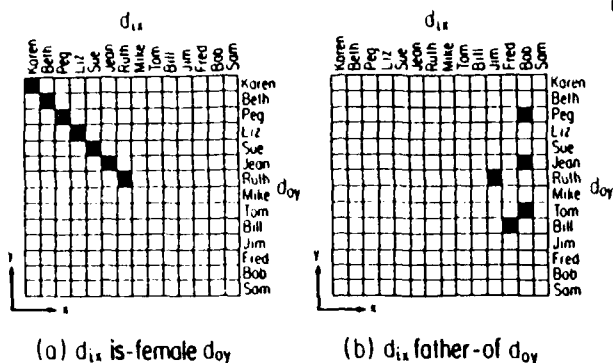 d_ix
Karen Beth Peg Liz Sue Jean Ruth Mike Tom Bill Jim Fred Bob Sam
Karen
Beth
Peg
Liz
Sue
Jean
Ruth
Mike
Tom
Bill
Jim
Fred
Bob
Sam
d_oy
Y
X
(a) d_ix is-female d_oy
d_ix
Karen Beth Peg Liz Sue Jean Ruth Mike Tom Bill Jim Fred Bob Sam
Karen
Beth
Peg
Liz
Sue
Jean
Ruth
Mike
Tom
Bill
Jim
Fred
Bob
Sam
d_oy
Y
X
(b) d_ix father-of d_oy